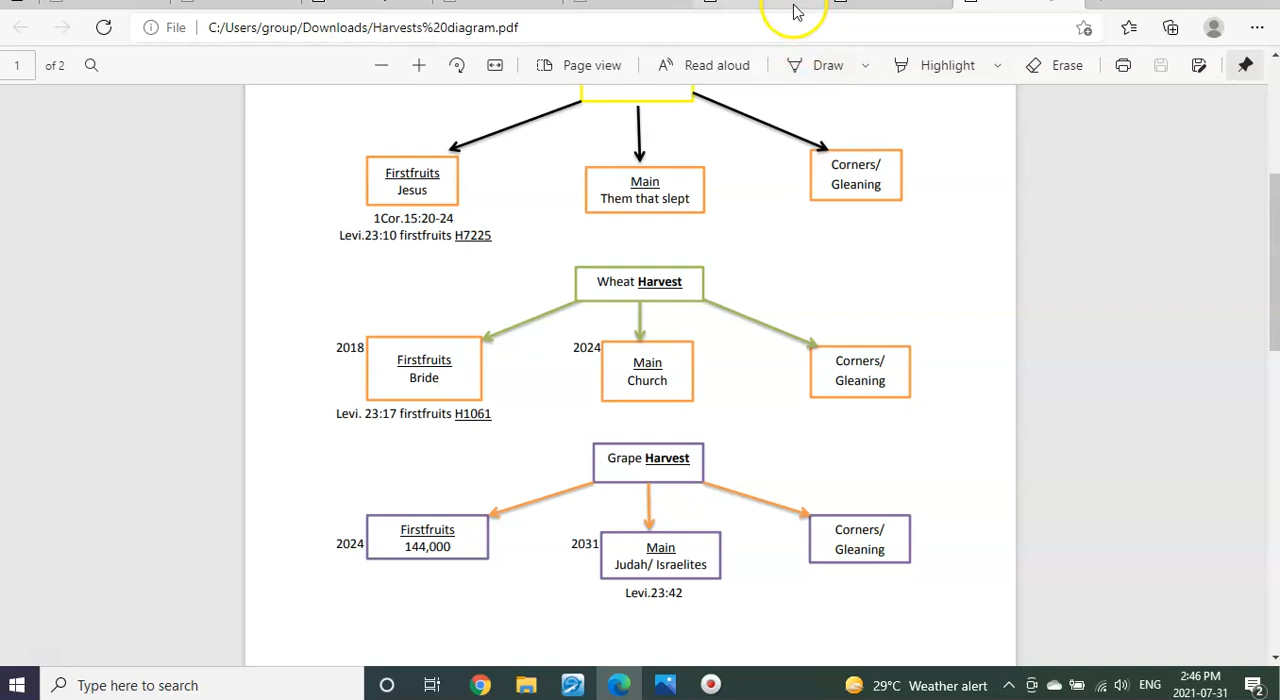 File
C:/Users/group/Downloads/Harvests%20diagram.pdf
1 of 2
Page view
Read aloud
Draw
Highlight
Erase
Firstfruits
Jesus
Main
Them that slept
Corners/
Gleaning
1Cor.15:20-24
Levi.23:10 firstfruits H7225
Wheat Harvest
2018
Firstfruits
Bride
2024
Main
Church
Corners/
Gleaning
Levi. 23:17 firstfruits H1061
Grape Harvest
2024
Firstfruits
144,000
2031
Main
Judah/ Israelites
Corners/
Gleaning
Levi.23:42
Type here to search
29°C Weather alert
ENG
2:46 PM
2021-07-31
2